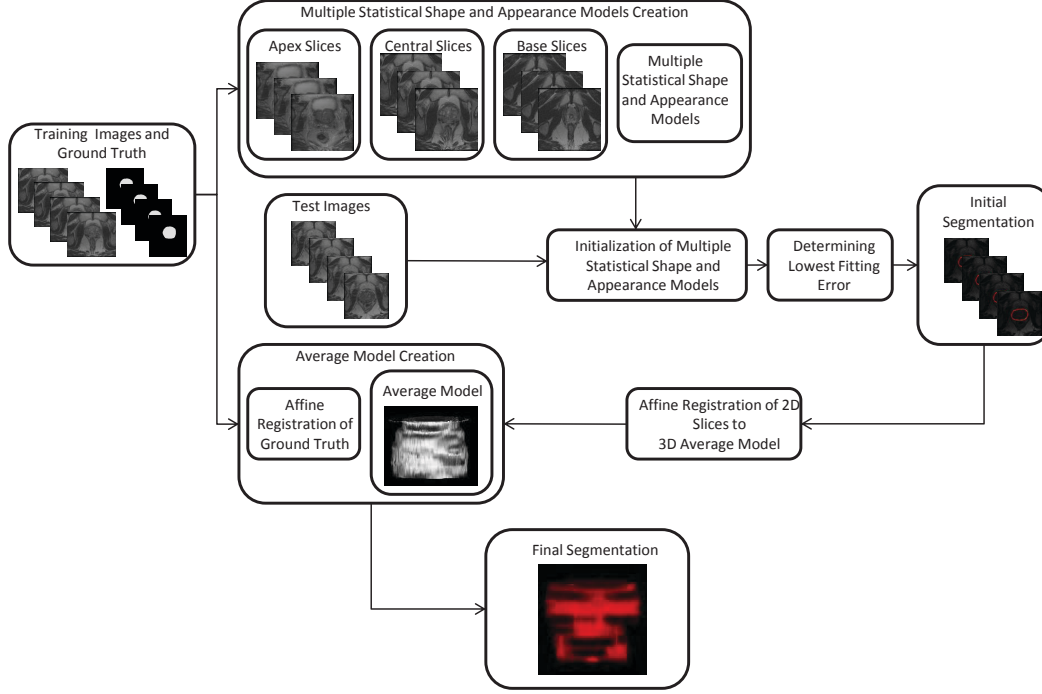 Multiple Statistical Shape and Appearance Models Creation
Apex Slices
Central Slices
Base Slices
Multiple
Statistical Shape
and Appearance
Models
Training Images and
Ground Truth
Test Images
Initialization of Multiple
Statistical Shape and
Appearance Models
Determining
Lowest Fitting
Error
Initial
Segmentation
Average Model Creation
Affine
Registration of
Ground Truth
Average Model
Affine Registration of 2D
Slices to
3D Average Model
Final Segmentation